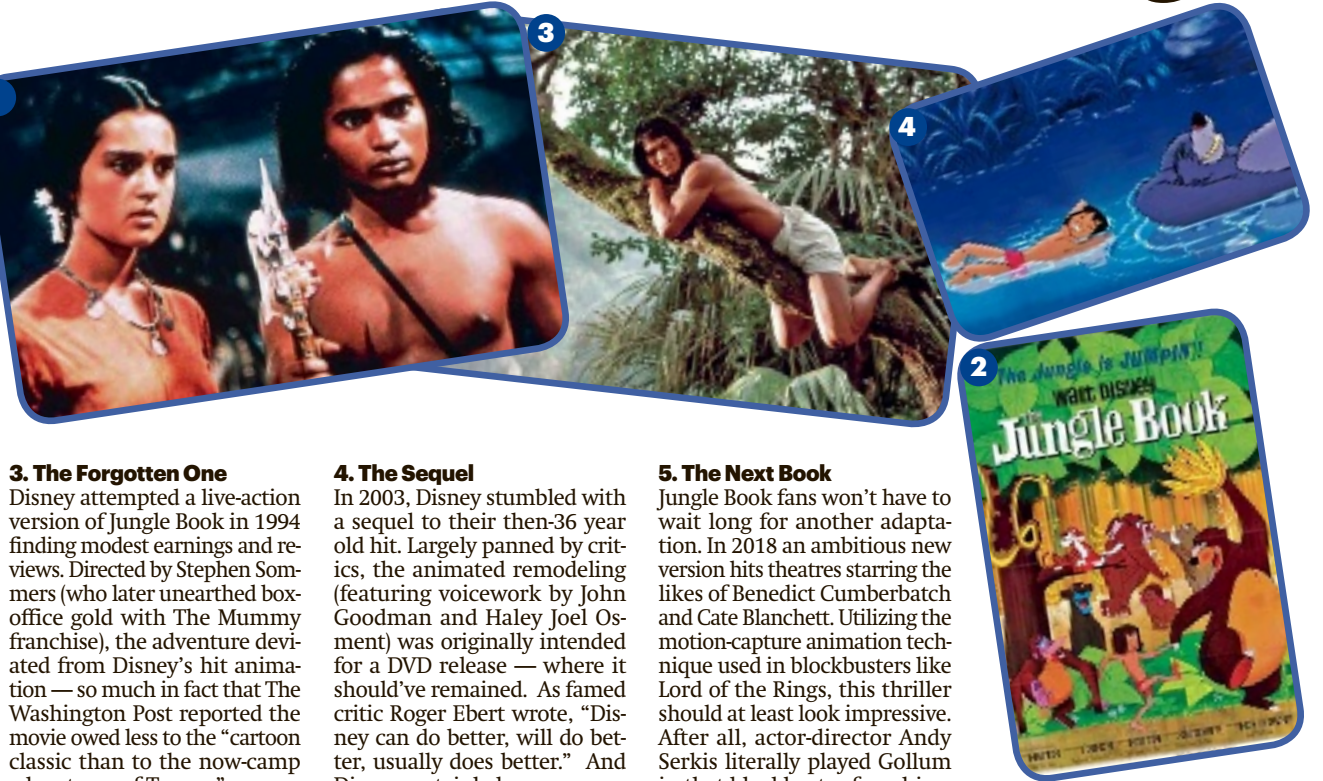 3
4
2
The Jungle is JUMPIN'!
WALT DISNEY
The
Jungle Book
3. The Forgotten One
Disney attempted a live-action
version of Jungle Book in 1994
finding modest earnings and re-
views. Directed by Stephen Som-
mers (who later unearthed box-
office gold with The Mummy
franchise), the adventure devi-
ated from Disney's hit anima-
tion — so much in fact that The
Washington Post reported the
movie owed less to the “cartoon
classic than to the now-camp
4. The Sequel
In 2003, Disney stumbled with
a sequel to their then-36 year
old hit. Largely panned by crit-
ics, the animated remodeling
(featuring voicework by John
Goodman and Haley Joel Os-
ment) was originally intended
for a DVD release — where it
should've remained. As famed
critic Roger Ebert wrote, “Dis-
ney can do better, will do bet-
ter, usually does better.” And
5. The Next Book
Jungle Book fans won't have to
wait long for another adapta-
tion. In 2018 an ambitious new
version hits theatres starring the
likes of Benedict Cumberbatch
and Cate Blanchett. Utilizing the
motion-capture animation tech-
nique used in blockbusters like
Lord of the Rings, this thriller
should at least look impressive.
After all, actor-director Andy
Serkis literally played Gollum